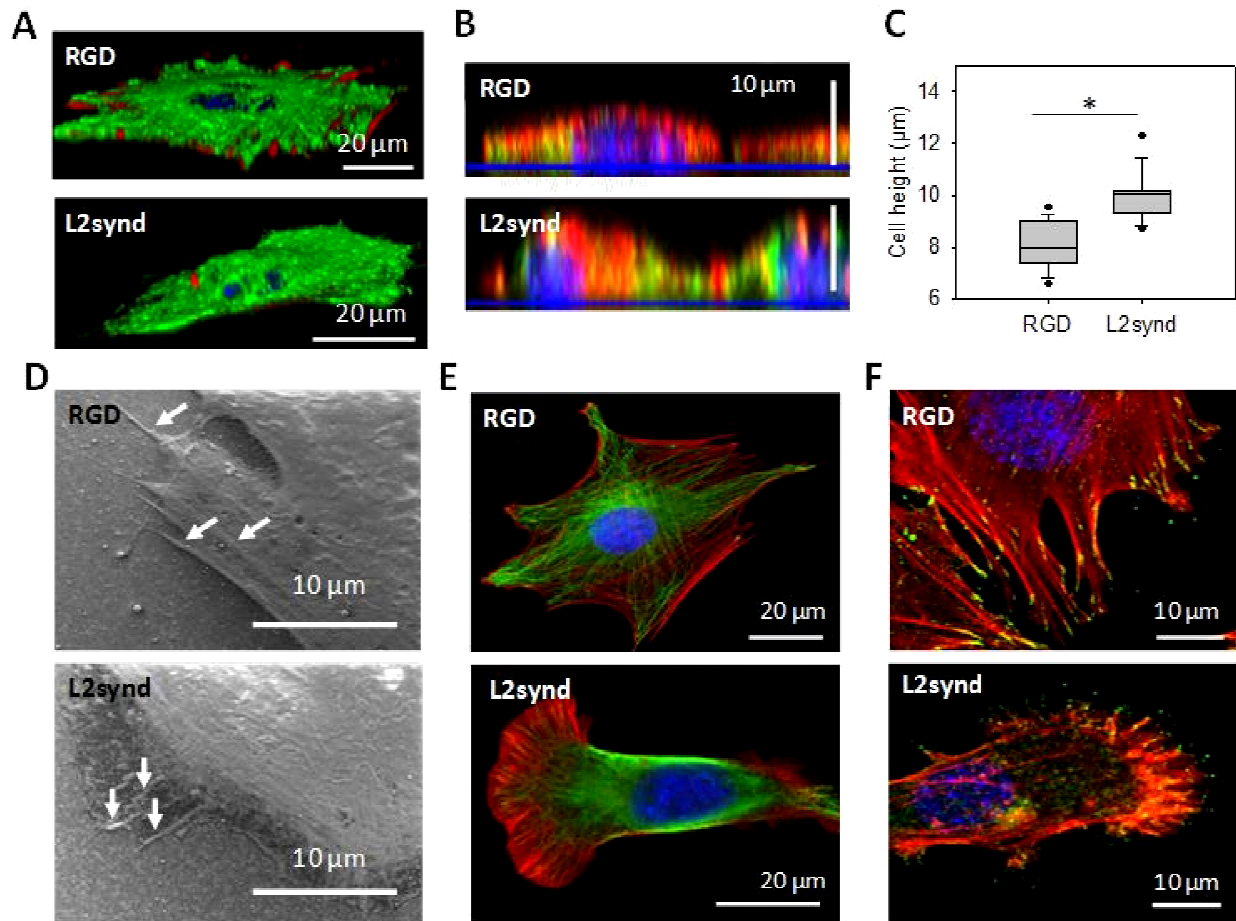 A
RGD
20 µm
L2synd
20 µm
B
RGD
10 µm
L2synd
C
Cell height (µm)
14
12
10
8
6
*
RGD
L2synd
D
RGD
10 µm
L2synd
10 µm
E
RGD
20 µm
L2synd
20 µm
F
RGD
10 µm
L2synd
10 µm